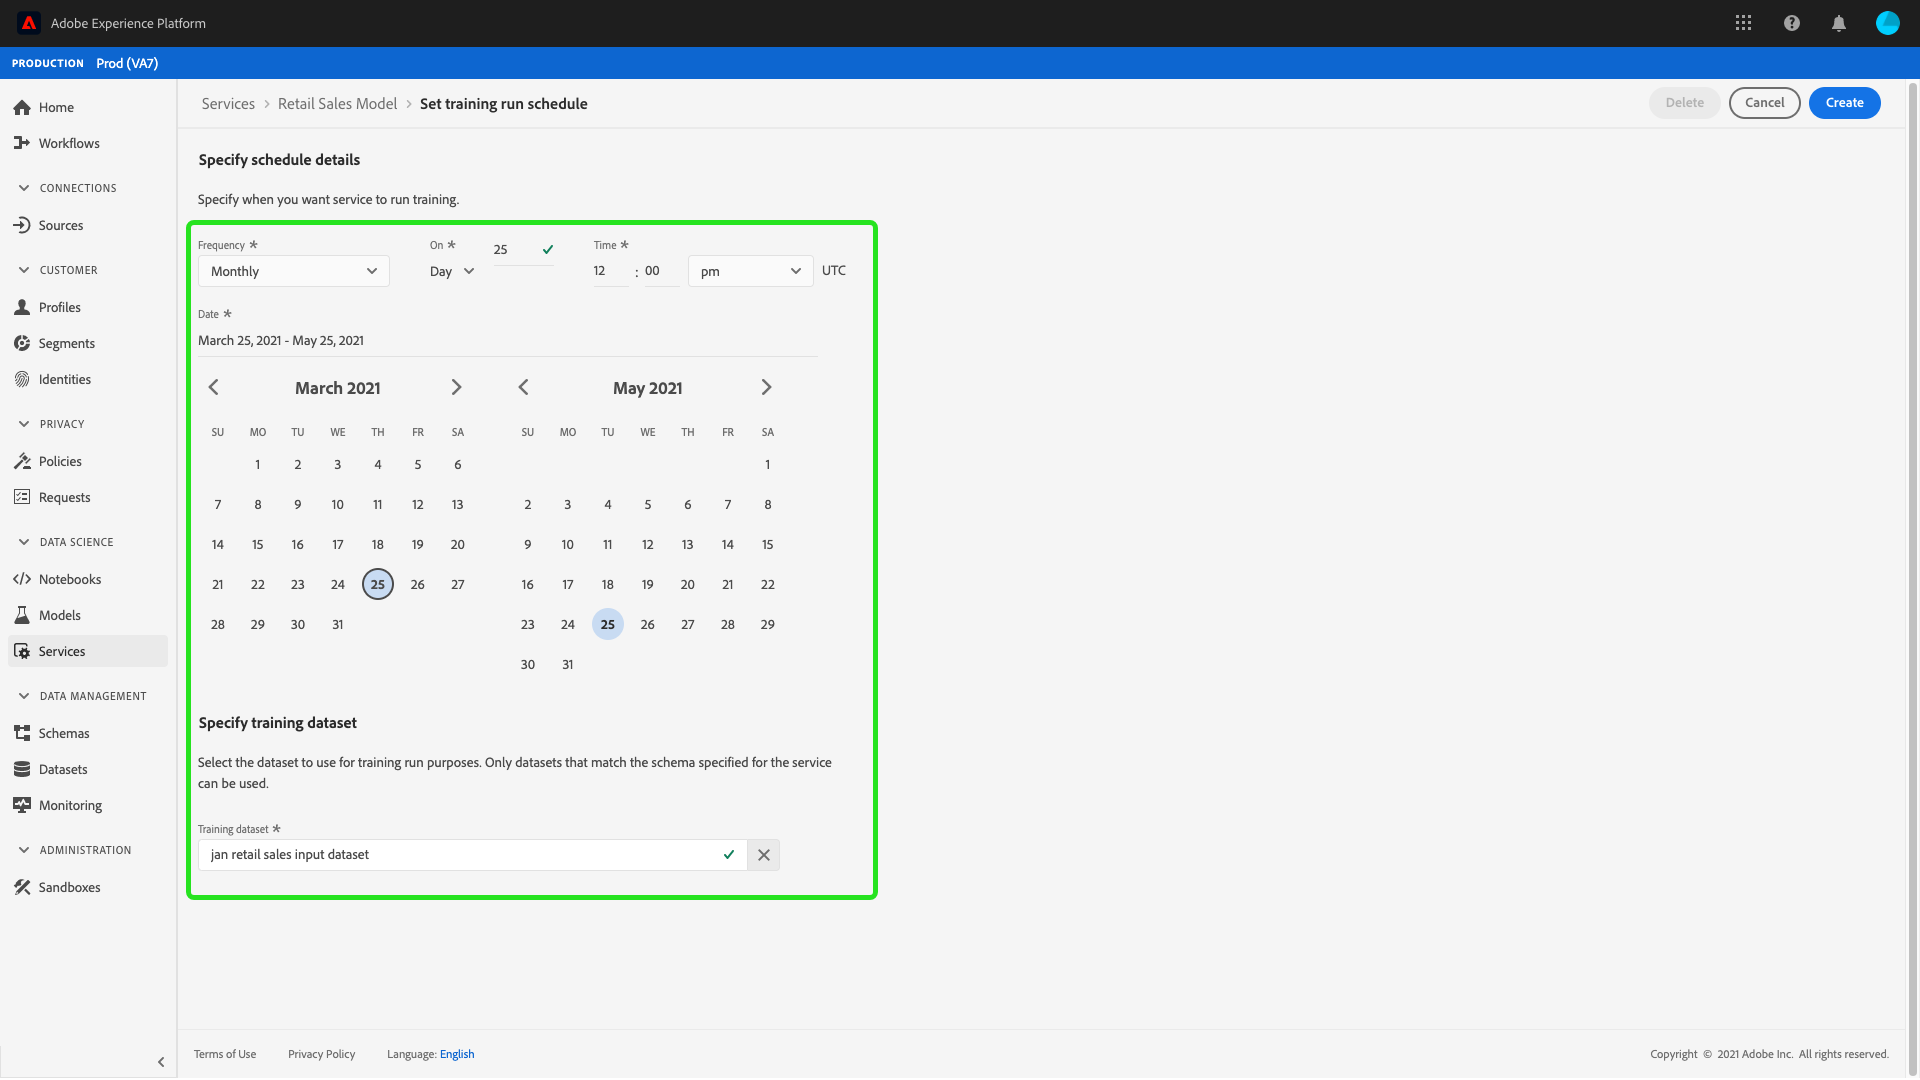 Adobe Experience Platform
PRODUCTION Prod (VA7)
Home
Workflows
CONNECTIONS
Sources
CUSTOMER
Profiles
Segments
Identities
PRIVACY
Policies
Requests
DATA SCIENCE
Notebooks
Models
Services
DATA MANAGEMENT
Schemas
Datasets
Monitoring
ADMINISTRATION
Sandboxes
Services > Retail Sales Model > Set training run schedule
Delete Cancel Create
Specify schedule details
Specify when you want service to run training.
Frequency * On * 25 Time *
Monthly Day 12 : 00 pm UTC
Date *
March 25, 2021 - May 25, 2021
March 2021
SU MO TU WE TH FR SA
1 2 3 4 5 6
7 8 9 10 11 12 13
14 15 16 17 18 19 20
21 22 23 24 25 26 27
28 29 30 31
May 2021
SU MO TU WE TH FR SA
1
2 3 4 5 6 7 8
9 10 11 12 13 14 15
16 17 18 19 20 21 22
23 24 25 26 27 28 29
30 31
Specify training dataset
Select the dataset to use for training run purposes. Only datasets that match the schema specified for the service
can be used.
Training dataset *
jan retail sales input dataset
Terms of Use Privacy Policy Language: English
Copyright © 2021 Adobe Inc. All rights reserved.